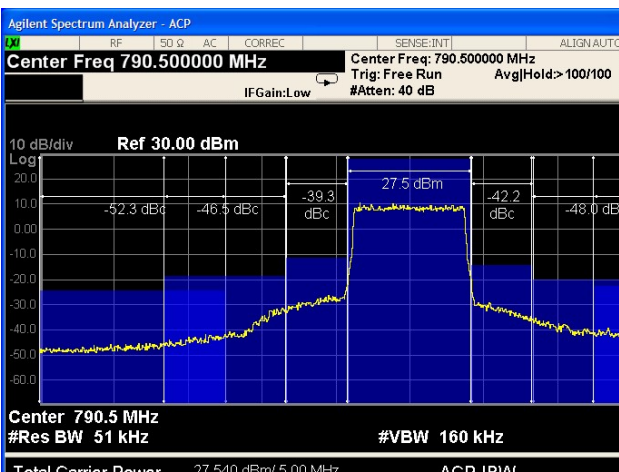 Agilent Spectrum Analyzer - ACP
LXI RF 50 Ω AC CORREC SENSE:INT ALIGN AUTO
Center Freq 790.500000 MHz
Center Freq: 790.500000 MHz
Trig: Free Run Avg|Hold:> 100/100
IFGain:Low #Atten: 40 dB
10 dB/div Ref 30.00 dBm
Log
20.0
10.0
0.00
-10.0
-20.0
-30.0
-40.0
-50.0
-60.0
-52.3 dBc
-46.5 dBc
-39.3 dBc
27.5 dBm
-42.2 dBc
-48.0 dB
Center 790.5 MHz
#Res BW 51 kHz #VBW 160 kHz
Total Carrier Power 27.540 dBm/ 5.00 MHz